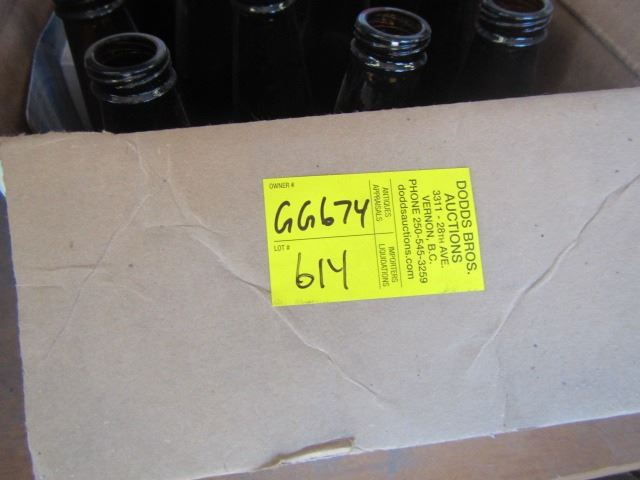 OWNER #
GG674
LOT #
614
ANTIQUES
APPRAISALS
IMPORTERS
LIQUIDATIONS
DODDS BROS.
AUCTIONS
3311 - 28TH AVE.
VERNON, B.C.
PHONE 250-545-3259
doddsauctions.com